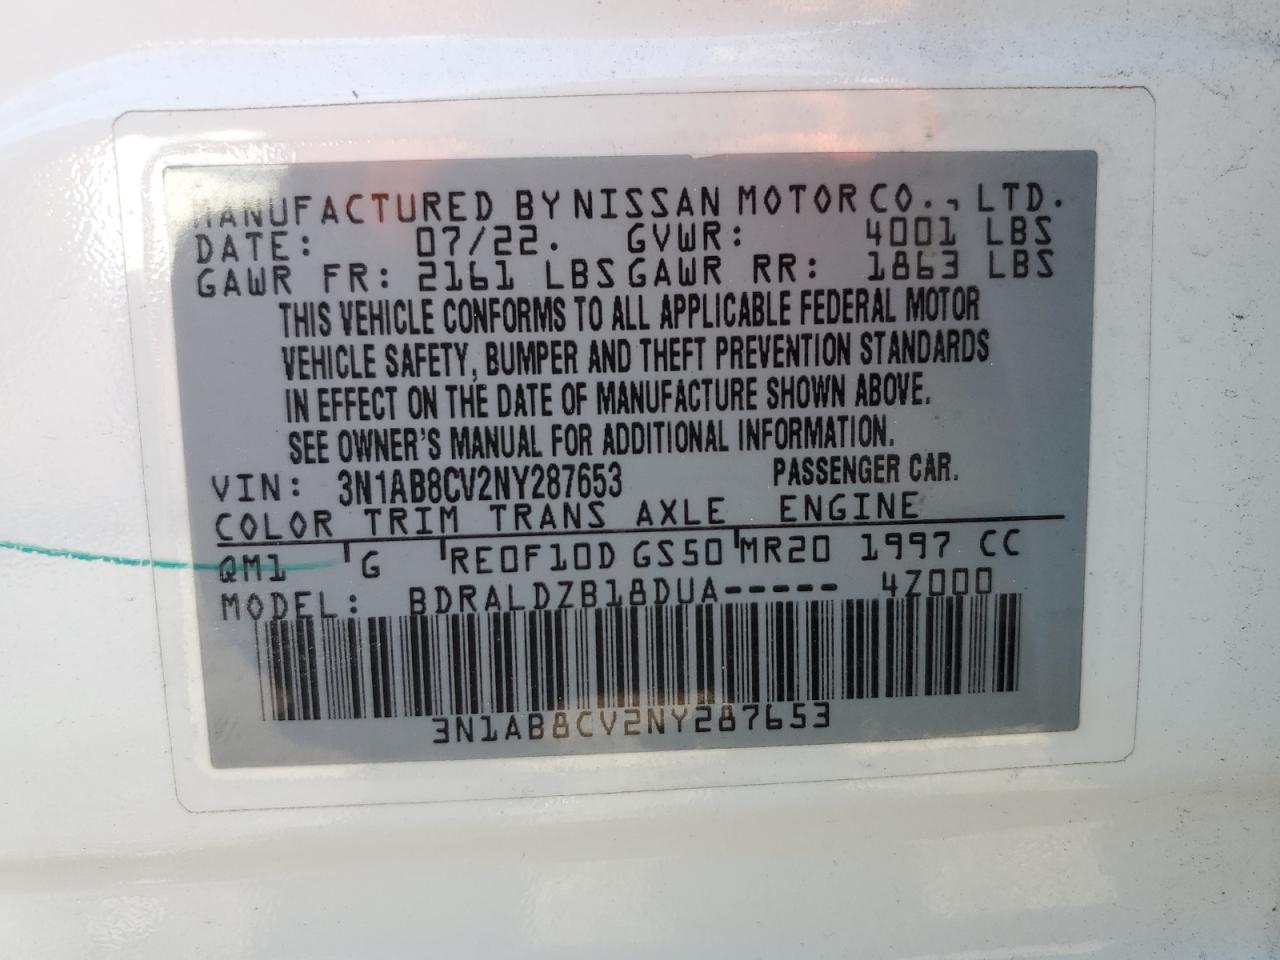 MANUFACTURED BY NISSAN MOTOR CO., LTD.
DATE: 07/22. GVWR: 4001 LBS
GAWR FR: 2161 LBS GAWR RR: 1863 LBS
THIS VEHICLE CONFORMS TO ALL APPLICABLE FEDERAL MOTOR
VEHICLE SAFETY, BUMPER AND THEFT PREVENTION STANDARDS
IN EFFECT ON THE DATE OF MANUFACTURE SHOWN ABOVE.
SEE OWNER'S MANUAL FOR ADDITIONAL INFORMATION.
VIN: 3N1AB8CV2NY287653 PASSENGER CAR.
COLOR TRIM TRANS AXLE ENGINE
QM1 G RE0F10D GS50 MR20 1997 CC
MODEL: BDRALDZB18DUA----- 4Z000
3N1AB8CV2NY287653